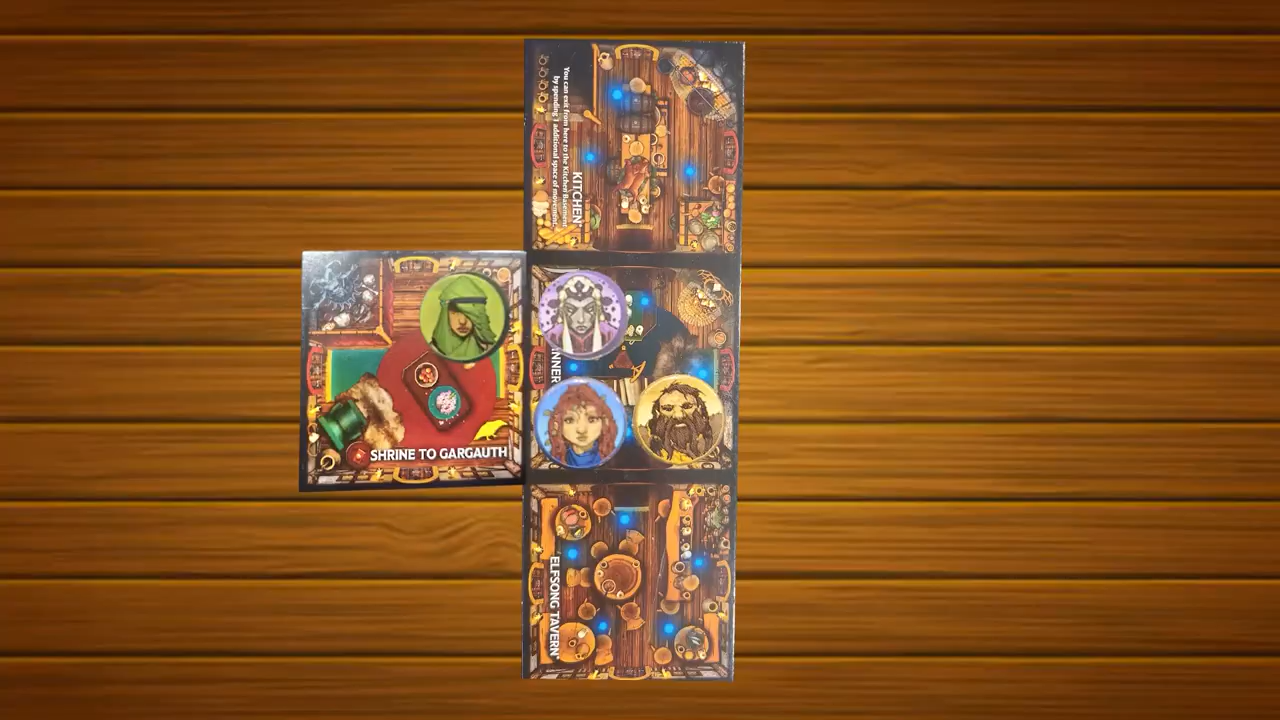 You can exit from here to the Kitchen Basement
by spending 1 additional space of movement.
KITCHEN
SHRINE TO GARGAUTH
ELFSONG TAVERN